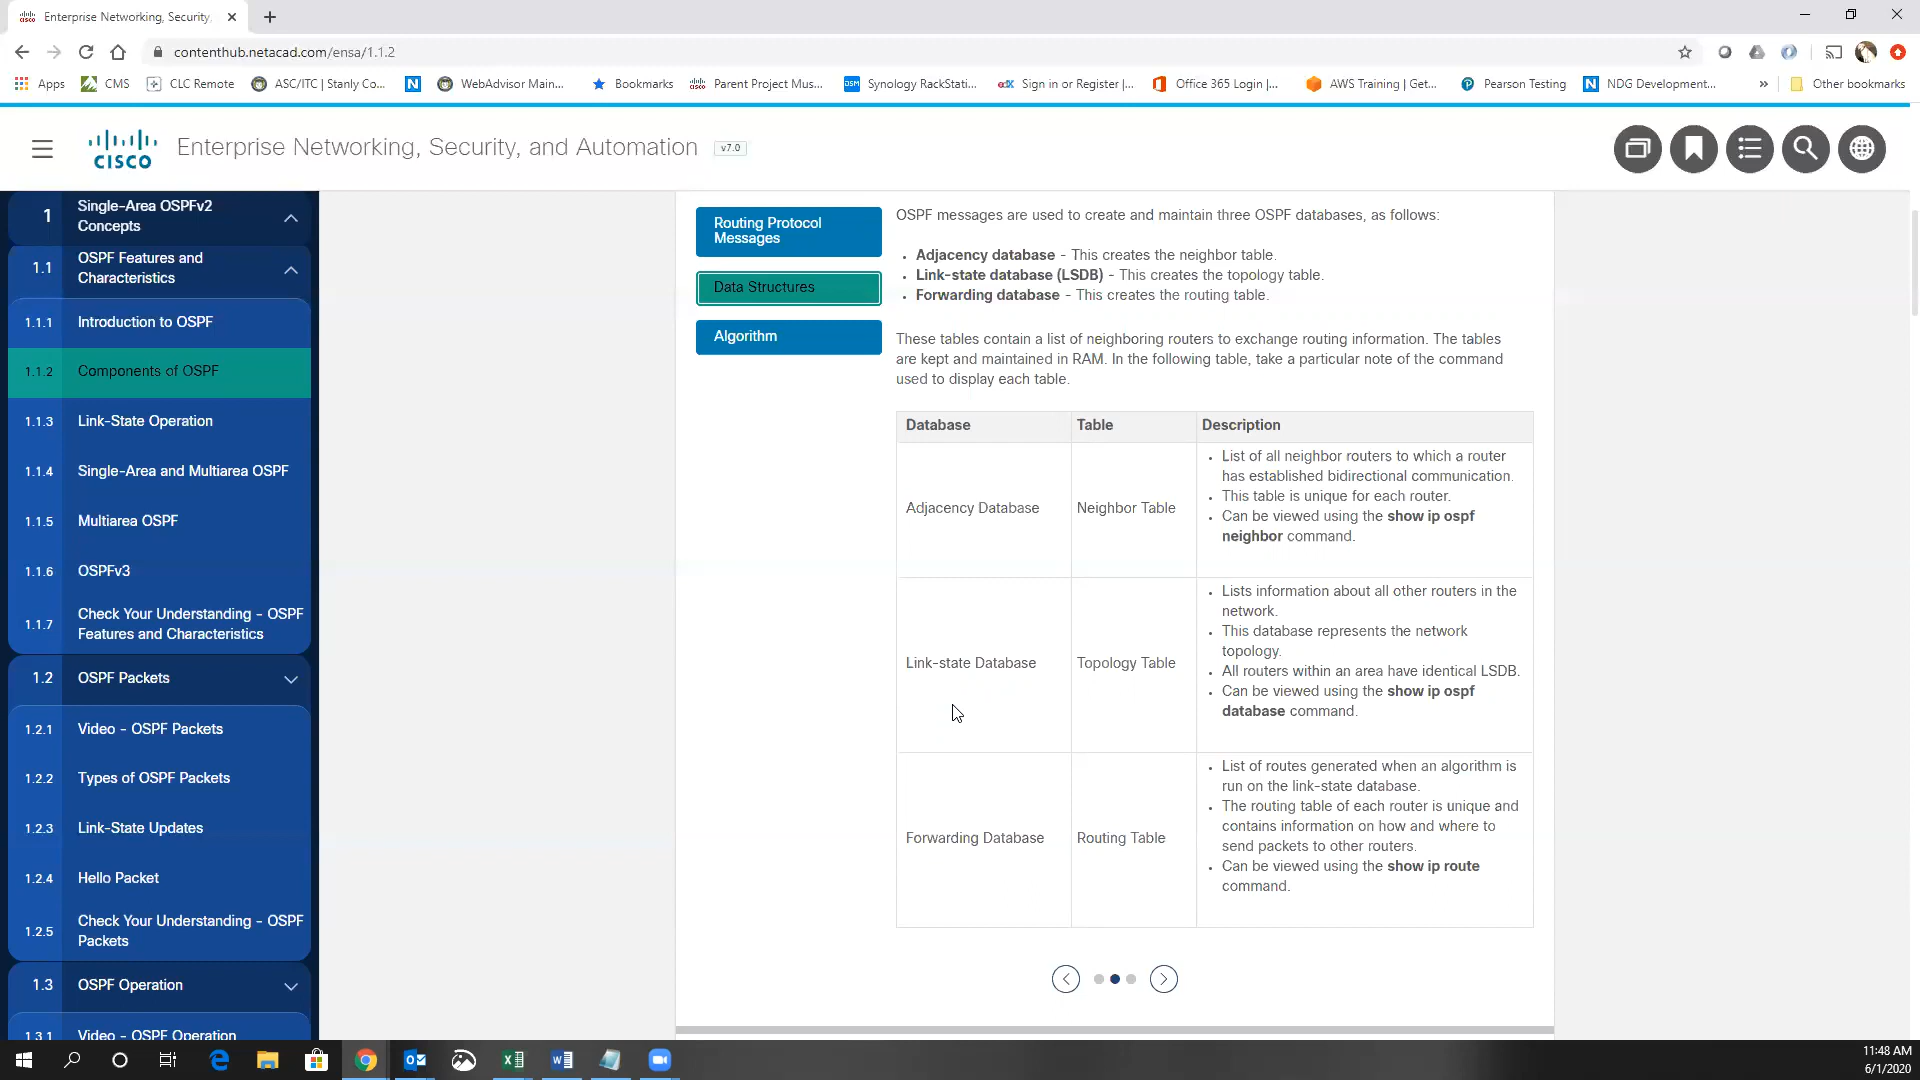 Enterprise Networking, Security,
contenthub.netacad.com/ensa/1.1.2
Apps
CMS
CLC Remote
ASC/ITC | Stanly Co...
WebAdvisor Main...
Bookmarks
Parent Project Mus...
DSM
Synology RackStati...
edX
Sign in or Register |...
Office 365 Login |...
AWS Training | Get...
Pearson Testing
NDG Development...
»
Other bookmarks
CISCO
Enterprise Networking, Security, and Automation
v7.0
1
Single-Area OSPFv2
Concepts
1.1
OSPF Features and
Characteristics
1.1.1 Introduction to OSPF
1.1.2 Components of OSPF
1.1.3 Link-State Operation
1.1.4 Single-Area and Multiarea OSPF
1.1.5 Multiarea OSPF
1.1.6 OSPFv3
1.1.7
Check Your Understanding - OSPF
Features and Characteristics
1.2 OSPF Packets
1.2.1 Video - OSPF Packets
1.2.2 Types of OSPF Packets
1.2.3 Link-State Updates
1.2.4 Hello Packet
1.2.5
Check Your Understanding - OSPF
Packets
1.3 OSPF Operation
1.3.1 Video - OSPF Operation
Routing Protocol
Messages
Data Structures
Algorithm
OSPF messages are used to create and maintain three OSPF databases, as follows:
• Adjacency database - This creates the neighbor table.
• Link-state database (LSDB) - This creates the topology table.
• Forwarding database - This creates the routing table.
These tables contain a list of neighboring routers to exchange routing information. The tables
are kept and maintained in RAM. In the following table, take a particular note of the command
used to display each table.
Database Table Description
Adjacency Database
Neighbor Table
• List of all neighbor routers to which a router
has established bidirectional communication.
• This table is unique for each router.
• Can be viewed using the show ip ospf
neighbor command.
Link-state Database
Topology Table
• Lists information about all other routers in the
network.
• This database represents the network
topology.
• All routers within an area have identical LSDB.
• Can be viewed using the show ip ospf
database command.
Forwarding Database
Routing Table
• List of routes generated when an algorithm is
run on the link-state database.
• The routing table of each router is unique and
contains information on how and where to
send packets to other routers.
• Can be viewed using the show ip route
command.
11:48 AM
6/1/2020